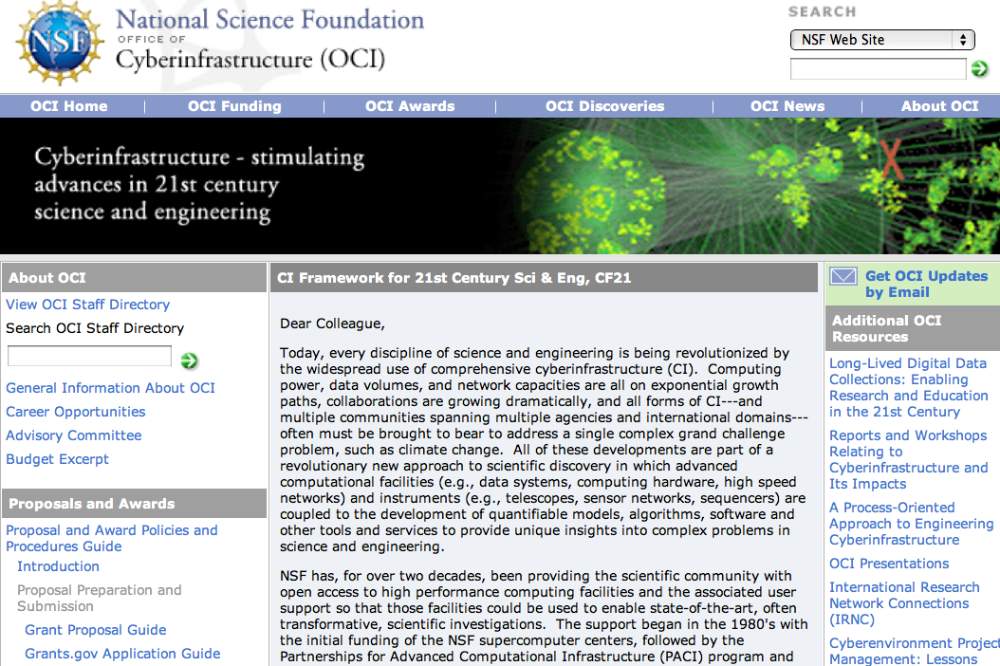 NSF
National Science Foundation
OFFICE OF
Cyberinfrastructure (OCI)
SEARCH
NSF Web Site
OCI Home | OCI Funding | OCI Awards | OCI Discoveries | OCI News | About OCI
Cyberinfrastructure - stimulating
advances in 21st century
science and engineering
X
About OCI
View OCI Staff Directory
Search OCI Staff Directory
General Information About OCI
Career Opportunities
Advisory Committee
Budget Excerpt
Proposals and Awards
Proposal and Award Policies and
Procedures Guide
Introduction
Proposal Preparation and
Submission
Grant Proposal Guide
Grants.gov Application Guide
CI Framework for 21st Century Sci & Eng, CF21
Dear Colleague,
Today, every discipline of science and engineering is being revolutionized by
the widespread use of comprehensive cyberinfrastructure (CI).  Computing
power, data volumes, and network capacities are all on exponential growth
paths, collaborations are growing dramatically, and all forms of CI---and
multiple communities spanning multiple agencies and international domains---
often must be brought to bear to address a single complex grand challenge
problem, such as climate change.  All of these developments are part of a
revolutionary new approach to scientific discovery in which advanced
computational facilities (e.g., data systems, computing hardware, high speed
networks) and instruments (e.g., telescopes, sensor networks, sequencers) are
coupled to the development of quantifiable models, algorithms, software and
other tools and services to provide unique insights into complex problems in
science and engineering.
NSF has, for over two decades, been providing the scientific community with
open access to high performance computing facilities and the associated user
support so that those facilities could be used to enable state-of-the-art, often
transformative, scientific investigations.  The support began in the 1980's with
the initial funding of the NSF supercomputer centers, followed by the
Partnerships for Advanced Computational Infrastructure (PACI) program and
Get OCI Updates
by Email
Additional OCI
Resources
Long-Lived Digital Data
Collections: Enabling
Research and Education
in the 21st Century
Reports and Workshops
Relating to
Cyberinfrastructure and
Its Impacts
A Process-Oriented
Approach to Engineering
Cyberinfrastructure
OCI Presentations
International Research
Network Connections
(IRNC)
Cyberenvironment Project
Management: Lessons